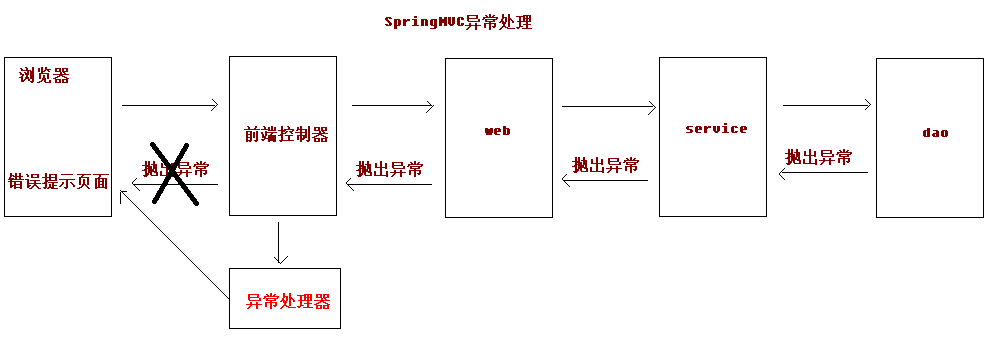 SpringMVC异常处理
浏览器
前端控制器
web
service
dao
抛出异常
抛出异常
抛出异常
抛出异常
错误提示页面
异常处理器